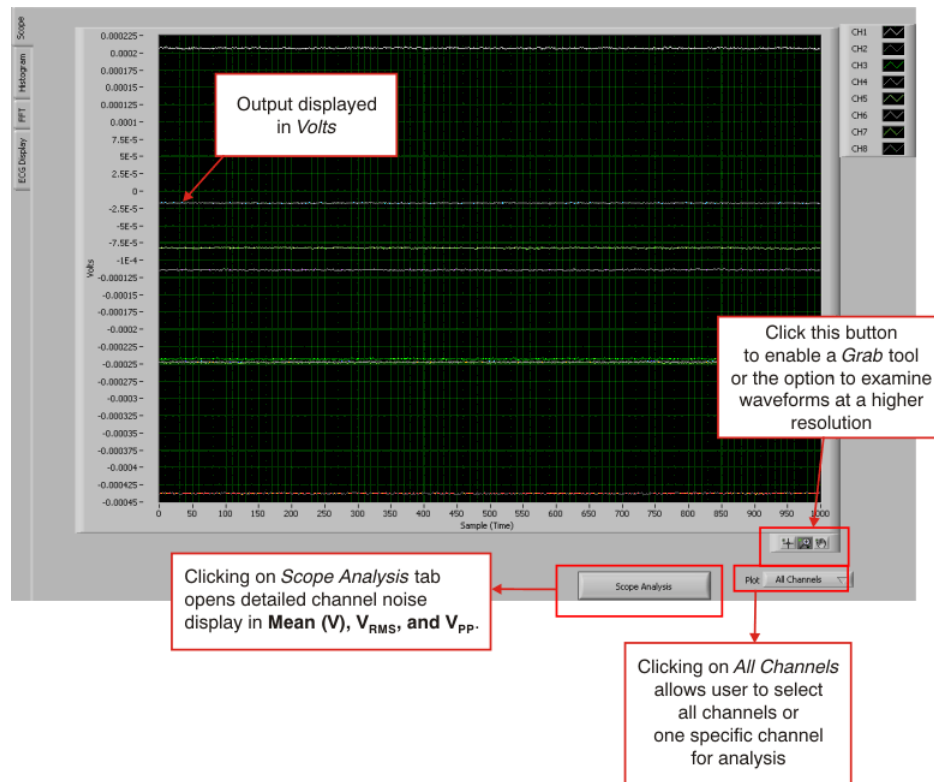 Scope
Histogram
FFT
ECG Display
0.000225
0.0002
0.000175
0.00015
0.000125
0.0001
7.5E-5
5E-5
0
-2.5E-5
-7.5E-5
-1E-4
-0.000125
-0.00015
-0.000175
-0.0002
-0.000225
-0.00025
-0.000275
-0.0003
-0.000325
-0.00035
-0.000375
-0.0004
-0.000425
-0.00045
Volts
0 50 100 150 200 250 300 350 400 450 500 550 600 650 700 750 800 850 900 950 1000
Sample (Time)
CH1
CH2
CH3
CH4
CH5
CH6
CH7
CH8
Output displayed
in Volts
Click this button
to enable a Grab tool
or the option to examine
waveforms at a higher
resolution
Clicking on Scope Analysis tab
opens detailed channel noise
display in Mean (V), VRMS, and VPP.
Scope Analysis
Plot All Channels
Clicking on All Channels
allows user to select
all channels or
one specific channel
for analysis